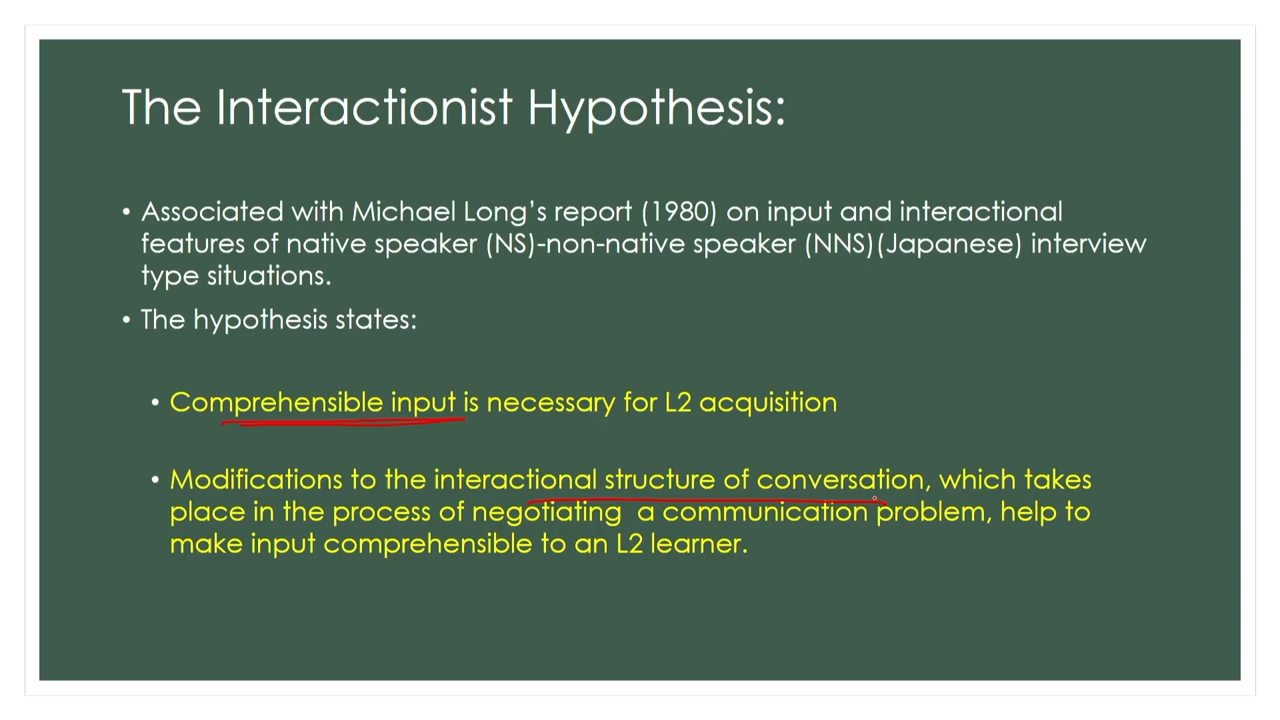 The Interactionist Hypothesis:
• Associated with Michael Long's report (1980) on input and interactional
features of native speaker (NS)-non-native speaker (NNS)(Japanese) interview
type situations.
• The hypothesis states:
• Comprehensible input is necessary for L2 acquisition
• Modifications to the interactional structure of conversation, which takes
place in the process of negotiating  a communication problem, help to
make input comprehensible to an L2 learner.